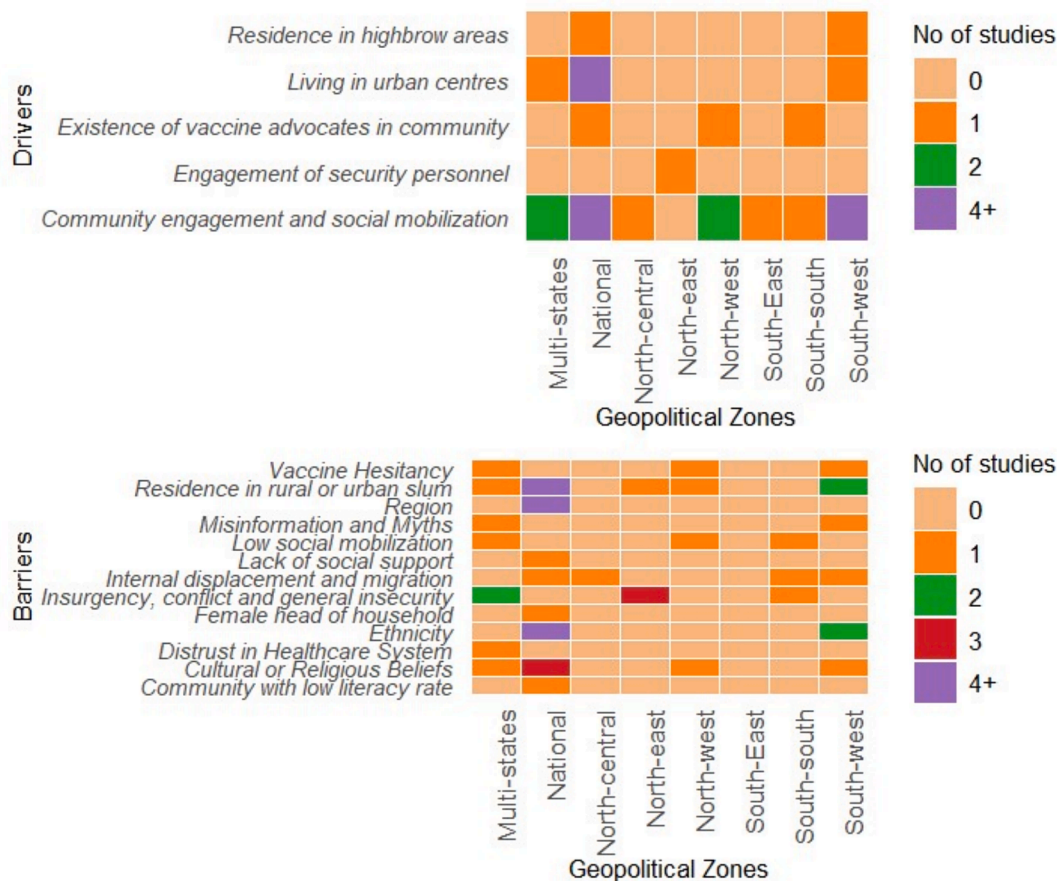 Drivers
Residence in highbrow areas
Living in urban centres
Existence of vaccine advocates in community
Engagement of security personnel
Community engagement and social mobilization
Multi-states
National
North-central
North-east
North-west
South-East
South-south
South-west
Geopolitical Zones
No of studies
0
1
2
4+
Barriers
Vaccine Hesitancy
Residence in rural or urban slum
Region
Misinformation and Myths
Low social mobilization
Lack of social support
Internal displacement and migration
Insurgency, conflict and general insecurity
Female head of household
Ethnicity
Distrust in Healthcare System
Cultural or Religious Beliefs
Community with low literacy rate
Multi-states
National
North-central
North-east
North-west
South-East
South-south
South-west
Geopolitical Zones
No of studies
0
1
2
3
4+